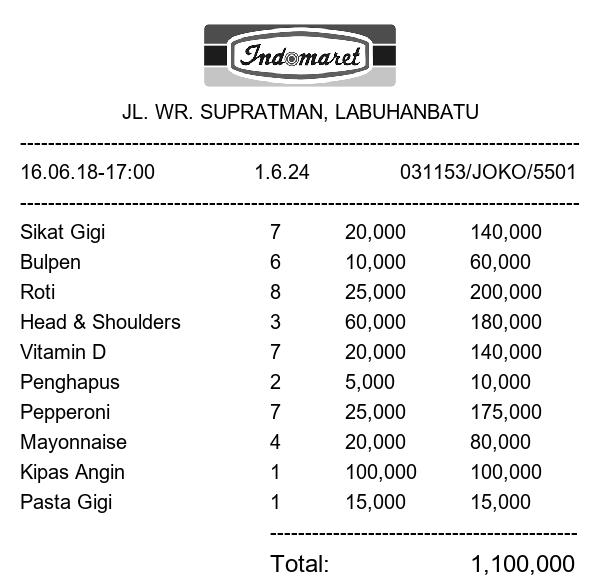 Indomaret
JL. WR. SUPRATMAN, LABUHANBATU
--------------------------------------------------------------------------------
16.06.18-17:00 1.6.24 031153/JOKO/5501
--------------------------------------------------------------------------------
Sikat Gigi 7 20,000 140,000
Bulpen 6 10,000 60,000
Roti 8 25,000 200,000
Head & Shoulders 3 60,000 180,000
Vitamin D 7 20,000 140,000
Penghapus 2 5,000 10,000
Pepperoni 7 25,000 175,000
Mayonnaise 4 20,000 80,000
Kipas Angin 1 100,000 100,000
Pasta Gigi 1 15,000 15,000
--------------------------------------------
Total: 1,100,000